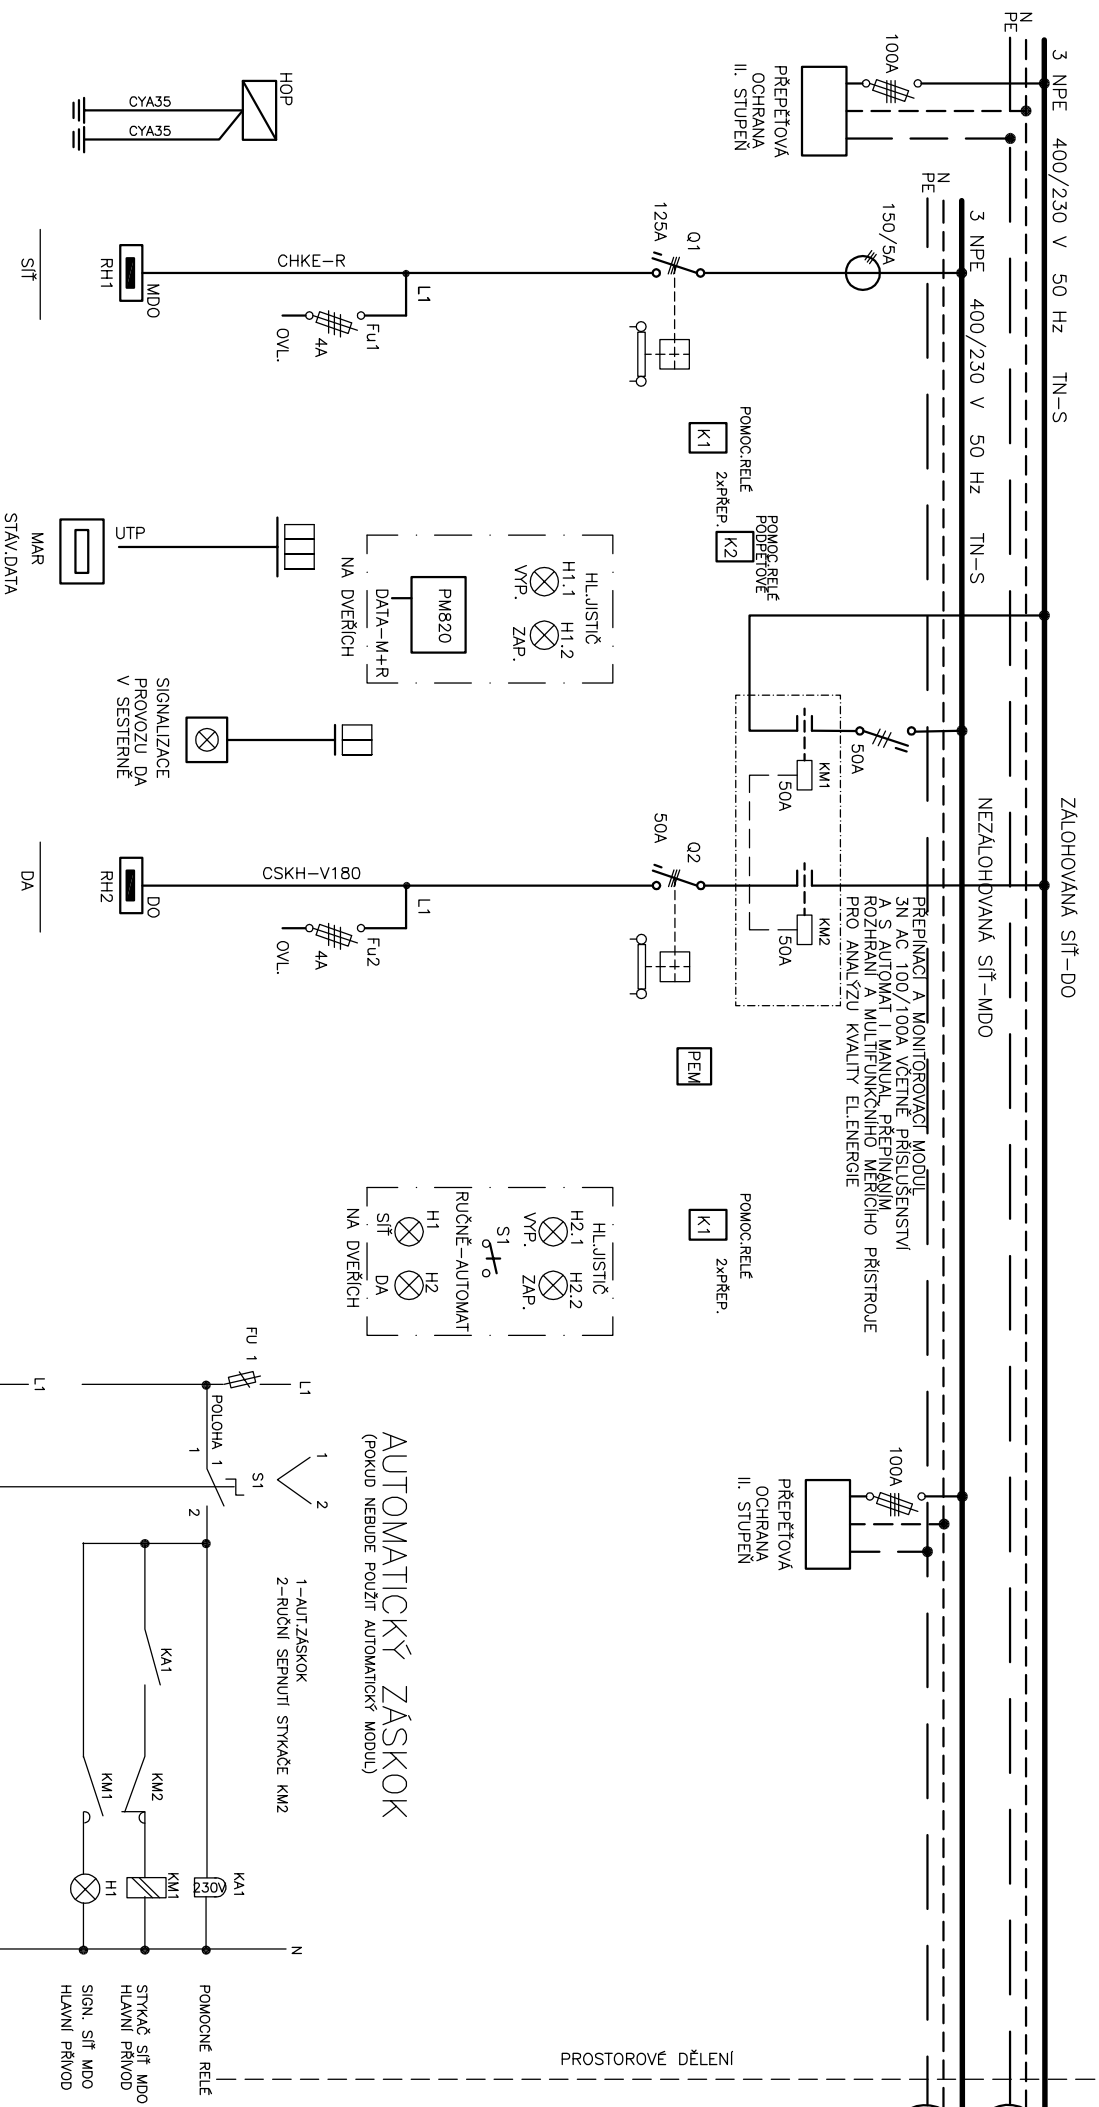 3 NPE 400/230 V 50 Hz TN-S
ZÁLOHOVANÁ SÍŤ-DO
N
PE
3 NPE 400/230 V 50 Hz TN-S
NEZÁLOHOVANÁ SÍŤ-MDO
N
PE
100A
PŘEPĚŤOVÁ
OCHRANA
II. STUPEŇ
HOP
CYA35
CYA35
150/5A
Q1
125A
L1
CHKE-R
Fu1
4A
OVL.
MDO
RH1
SÍŤ
POMOC.RELÉ
K1
2xPŘEP.
POMOC.RELÉ
PODPĚŤOVÉ
K2
HL.JISTIČ
H1.1
VYP.
H1.2
ZAP.
PM820
DATA-M+R
NA DVEŘÍCH
UTP
MAR
STÁV.DATA
SIGNALIZACE
PROVOZU DA
V SESTERNĚ
50A
KM1
50A
KM2
50A
PŘEPÍNACÍ A MONITOROVACÍ MODUL
3N AC 100/100A VČETNĚ PŘÍSLUŠENSTVÍ
A S AUTOMAT I MANUAL PŘEPÍNÁNÍM
ROZHRANÍ A MULTIFUNKČNÍHO MĚŘÍCÍHO PŘÍSTROJE
PRO ANALÝZU KVALITY EL.ENERGIE
Q2
50A
L1
CSKH-V180
Fu2
4A
OVL.
DO
RH2
DA
PEM
POMOC.RELÉ
K1
2xPŘEP.
HL.JISTIČ
H2.1
VYP.
H2.2
ZAP.
S1
RUČNĚ-AUTOMAT
H1
SÍŤ
H2
DA
NA DVEŘÍCH
100A
PŘEPĚŤOVÁ
OCHRANA
II. STUPEŇ
AUTOMATICKÝ ZÁSKOK
(POKUD NEBUDE POUŽIT AUTOMATICKÝ MODUL)
1-AUT.ZÁSKOK
2-RUČNÍ SEPNUTÍ STYKAČE KM2
L1
FU 1
L1
POLOHA 1
1
2
S1
1
2
KA1
KM2
KM1
KA1
230V
KM1
H1
N
POMOCNÉ RELÉ
STYKAČ SÍŤ MDO
HLAVNÍ PŘÍVOD
SIGN. SÍŤ MDO
HLAVNÍ PŘÍVOD
PROSTOROVÉ DĚLENÍ